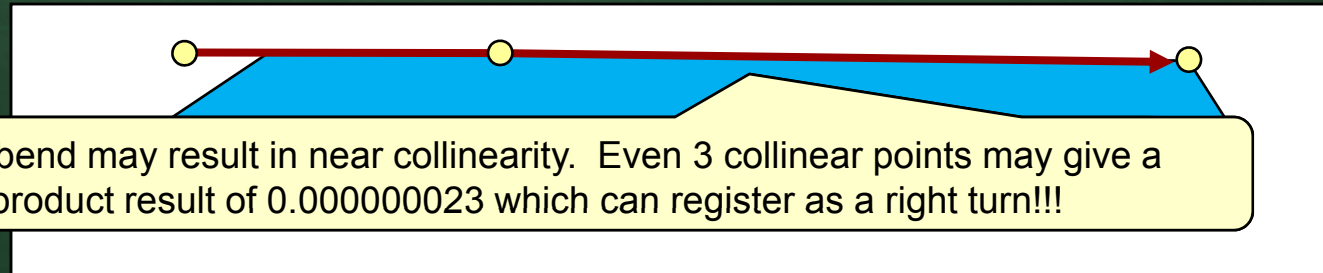 bend may result in near collinearity. Even 3 collinear points may give a
product result of 0.000000023 which can register as a right turn!!!